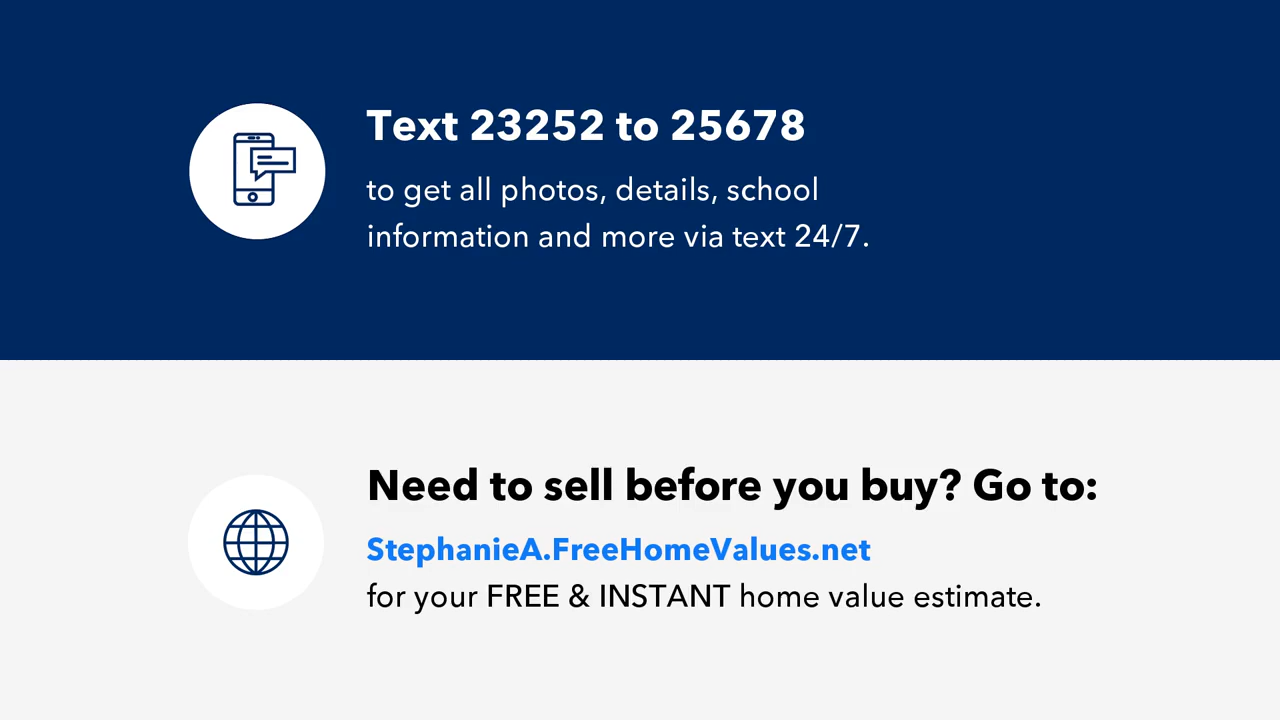 Text 23252 to 25678
to get all photos, details, school
information and more via text 24/7.
Need to sell before you buy? Go to:
StephanieA.FreeHomeValues.net
for your FREE & INSTANT home value estimate.